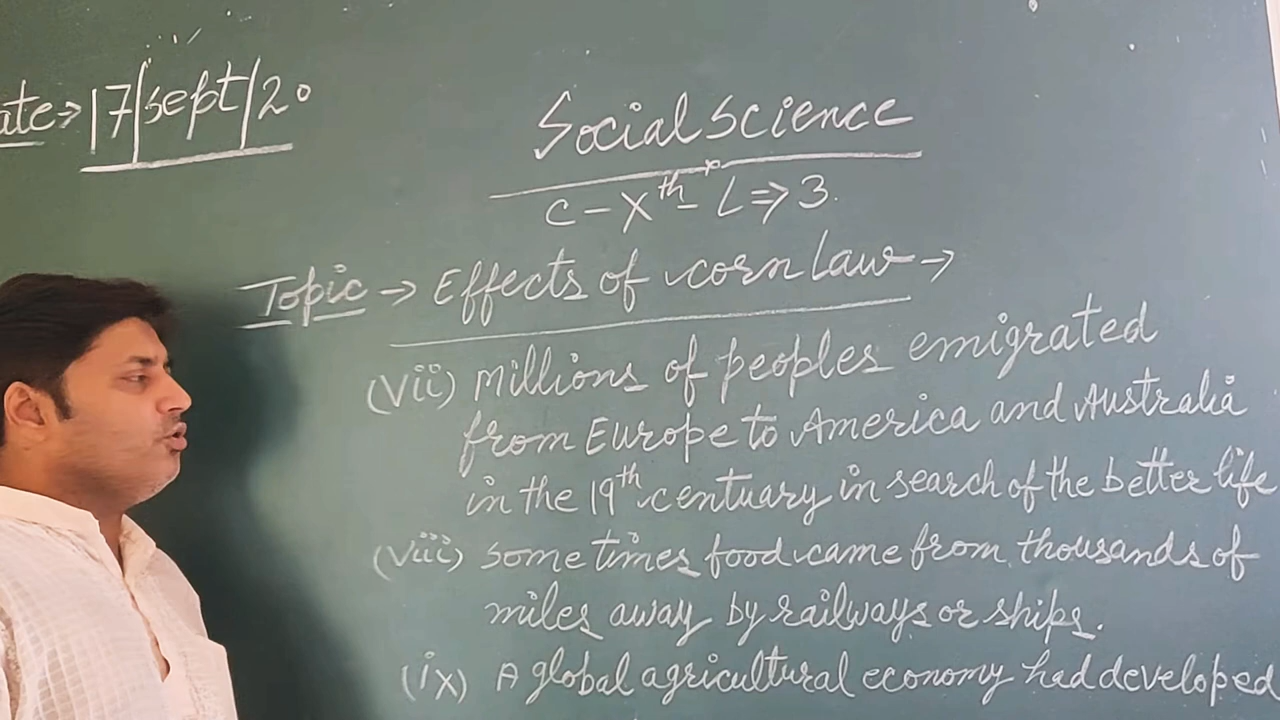 ate → 17/sept/20
Social Science
C - Xth - L ⇒ 3
Topic → Effects of corn law →
(vii) Millions of peoples emigrated
from Europe to America and Australia
in the 19th centuary in search of the better life
(viii) Some times food came from thousands of
miles away by railways or ships.
(ix) A global agricultural economy had developed